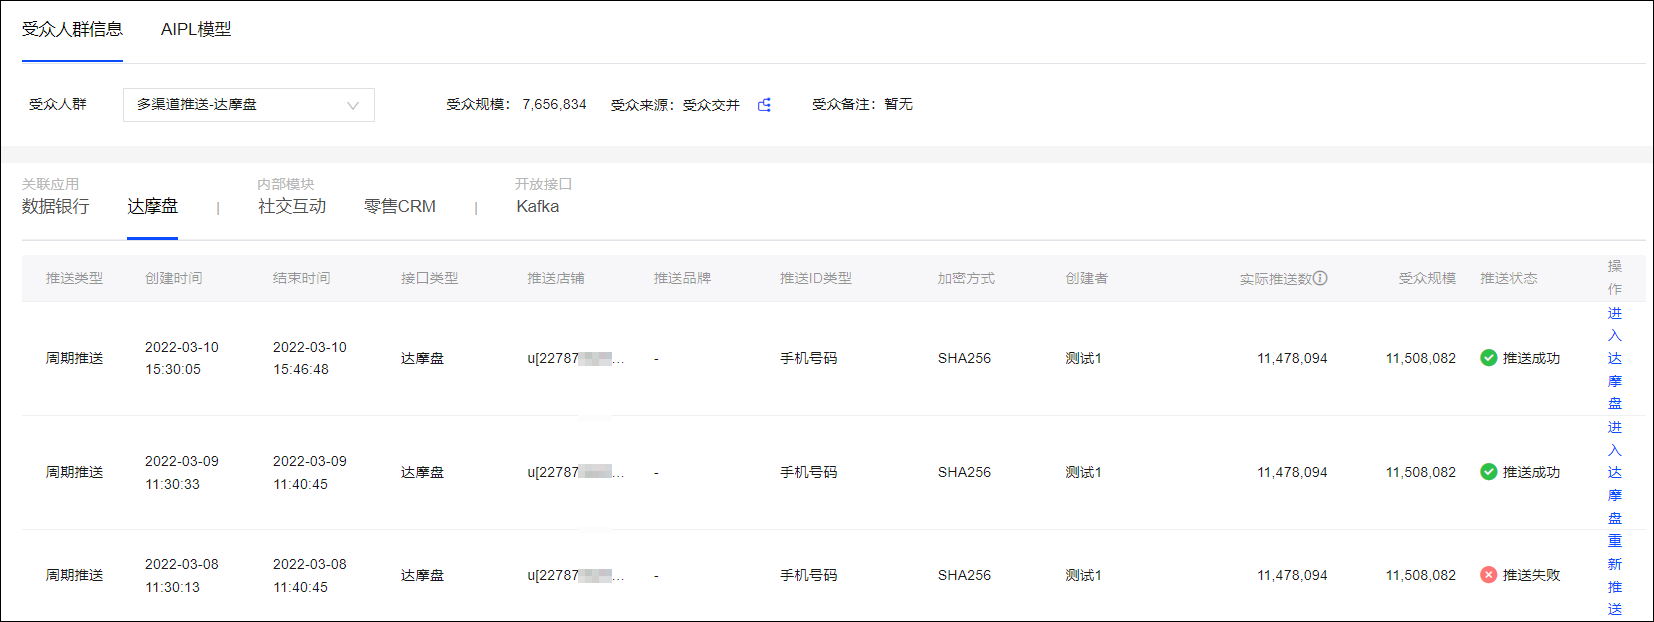 受众人群信息 AIPL模型
受众人群 多渠道推送-达摩盘 受众规模： 7,656,834 受众来源：受众交并 受众备注：暂无
关联应用 内部模块 开放接口
数据银行 达摩盘 | 社交互动 零售CRM | Kafka
推送类型 创建时间 结束时间 接口类型 推送店铺 推送品牌 推送ID类型 加密方式 创建者 实际推送数 受众规模 推送状态 操作
周期推送 2022-03-10 15:30:05 2022-03-10 15:46:48 达摩盘 u[22787... - 手机号码 SHA256 测试1 11,478,094 11,508,082 推送成功 进入达摩盘
周期推送 2022-03-09 11:30:33 2022-03-09 11:40:45 达摩盘 u[22787... - 手机号码 SHA256 测试1 11,478,094 11,508,082 推送成功 进入达摩盘
周期推送 2022-03-08 11:30:13 2022-03-08 11:40:45 达摩盘 u[22787... - 手机号码 SHA256 测试1 11,478,094 11,508,082 推送失败 重新推送